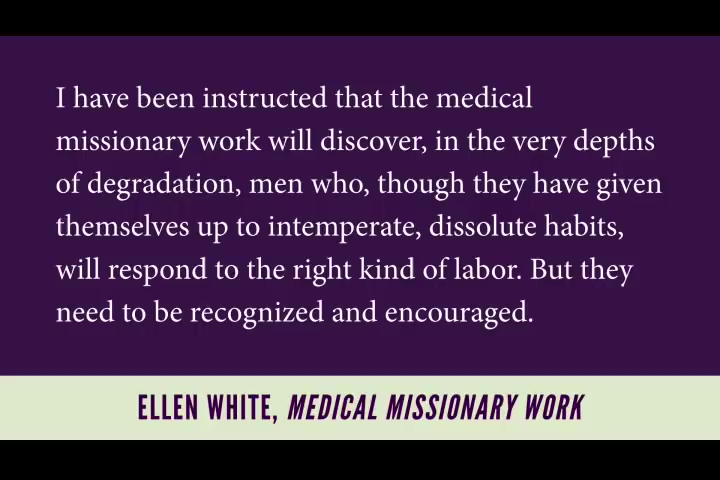 I have been instructed that the medical
missionary work will discover, in the very depths
of degradation, men who, though they have given
themselves up to intemperate, dissolute habits,
will respond to the right kind of labor. But they
need to be recognized and encouraged.
ELLEN WHITE, MEDICAL MISSIONARY WORK